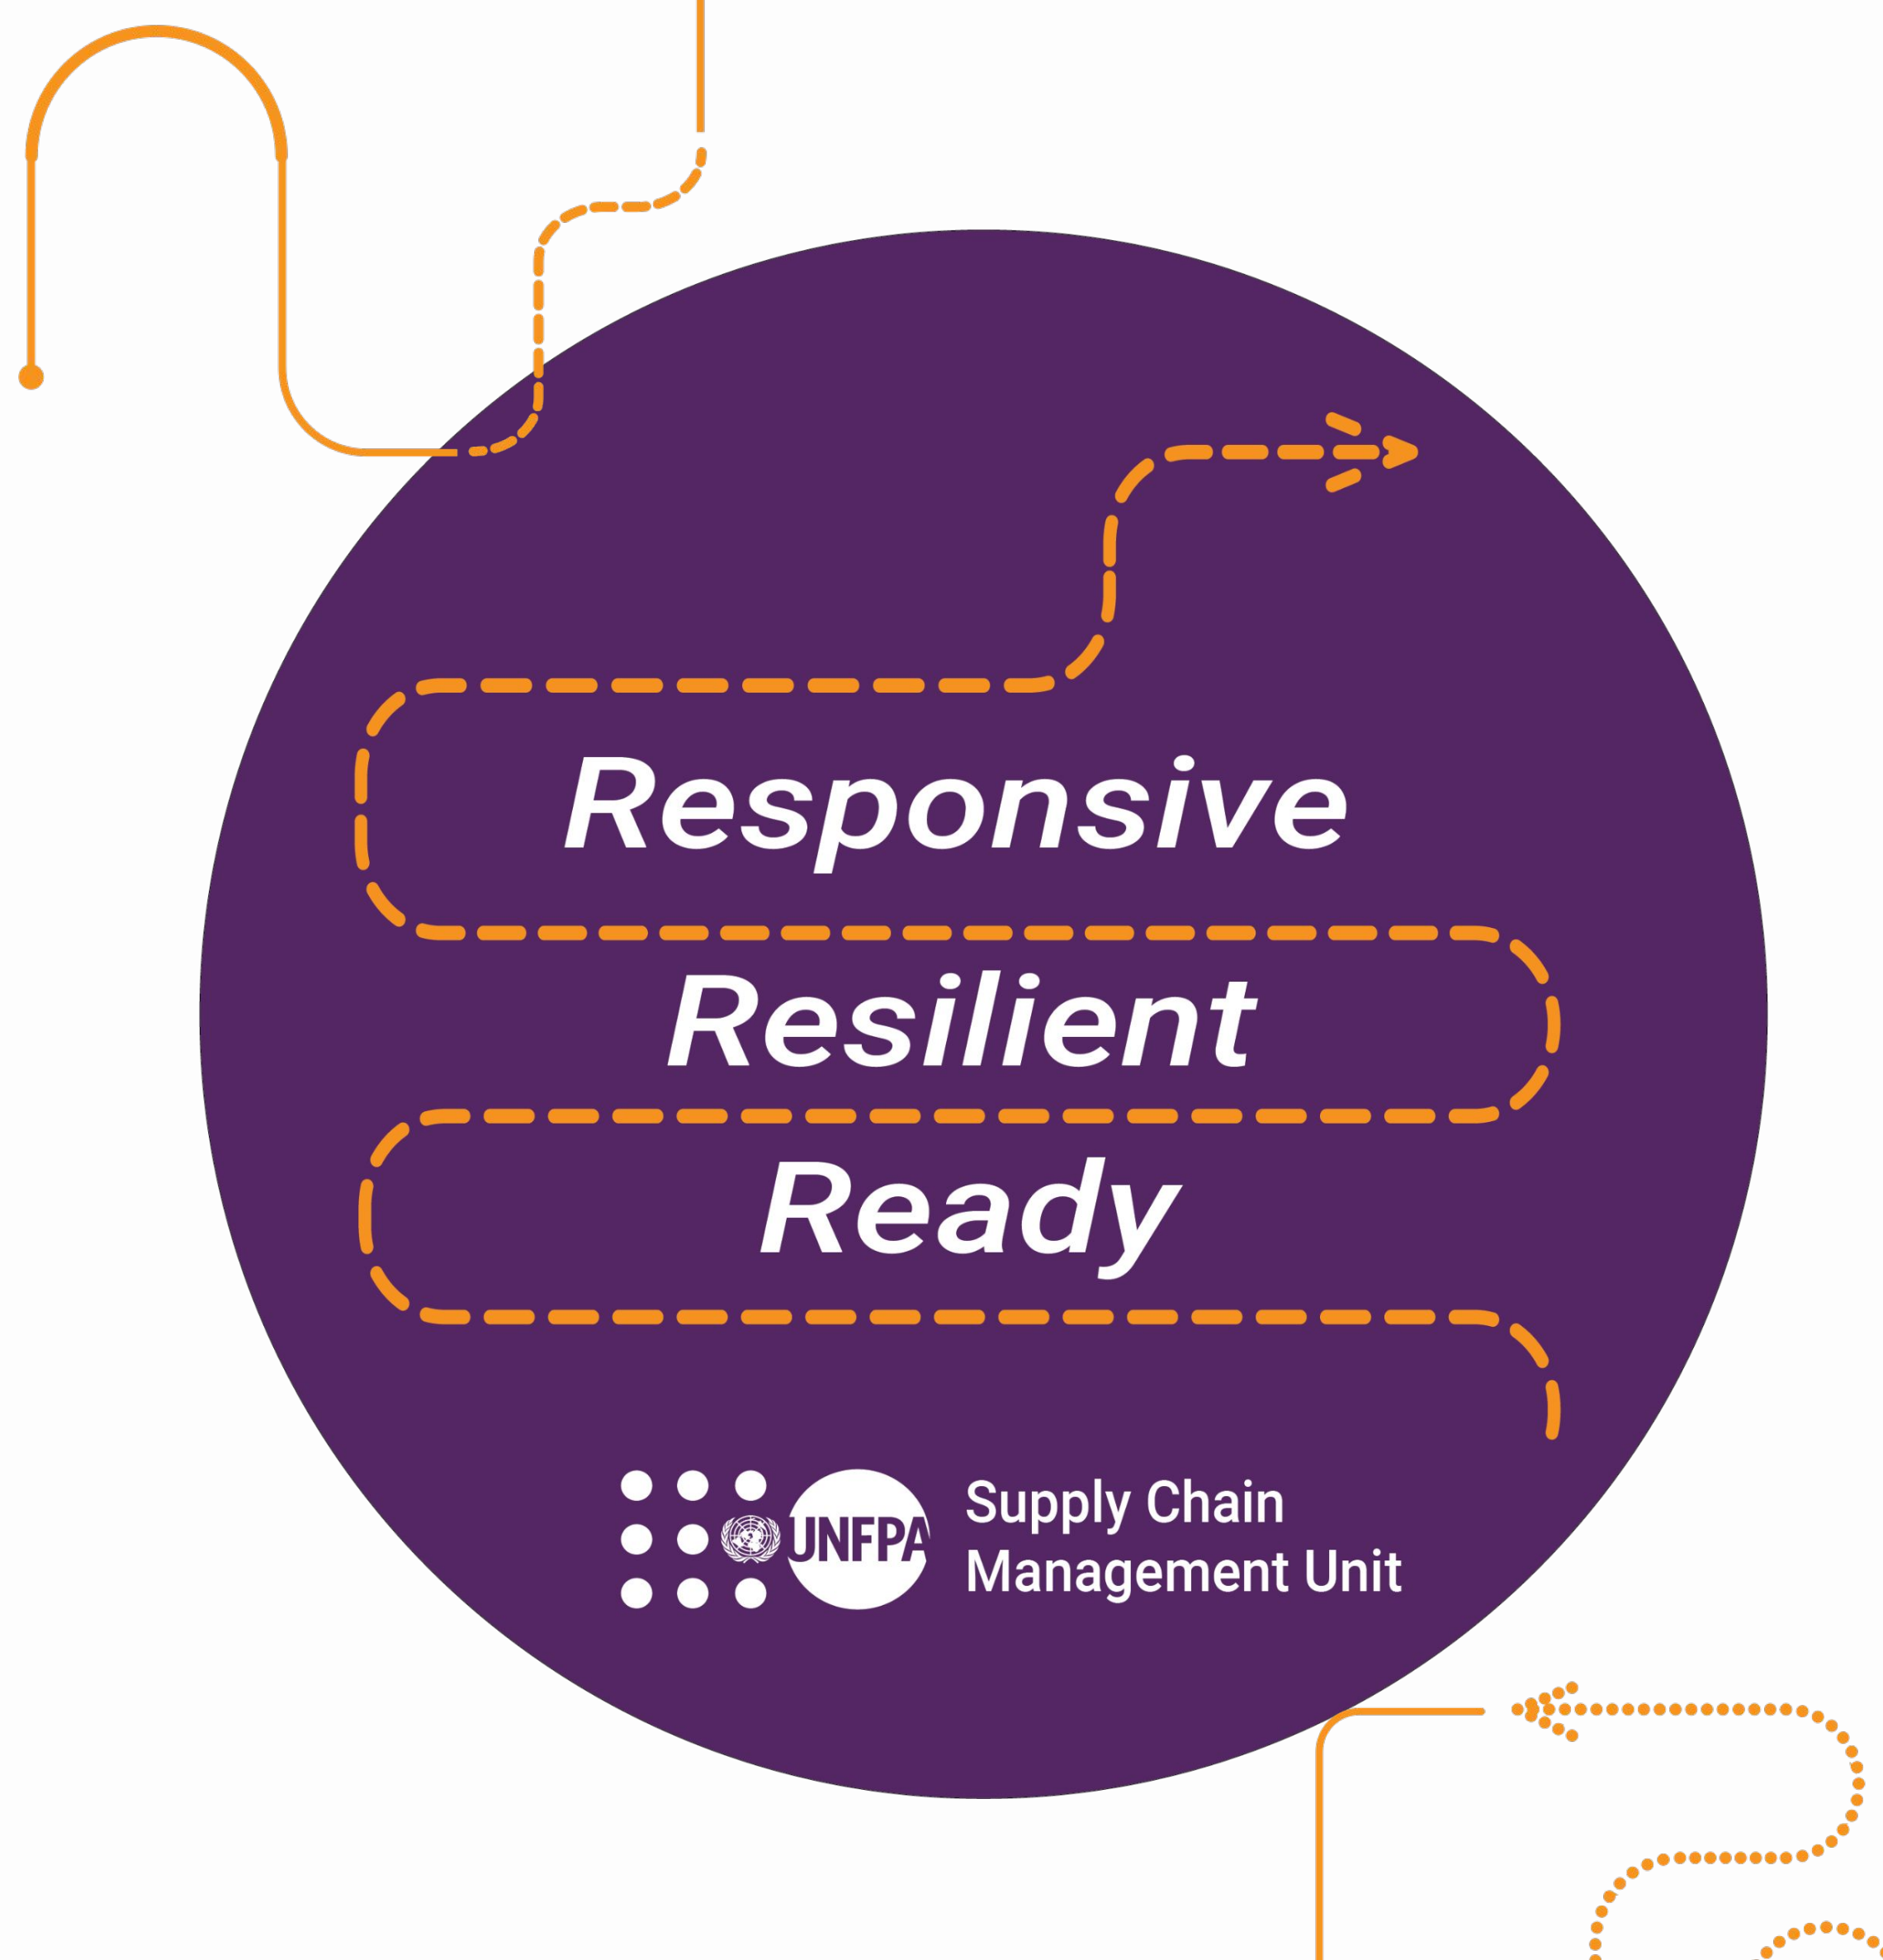 Responsive
Resilient
Ready
UNFPA
Supply Chain
Management Unit